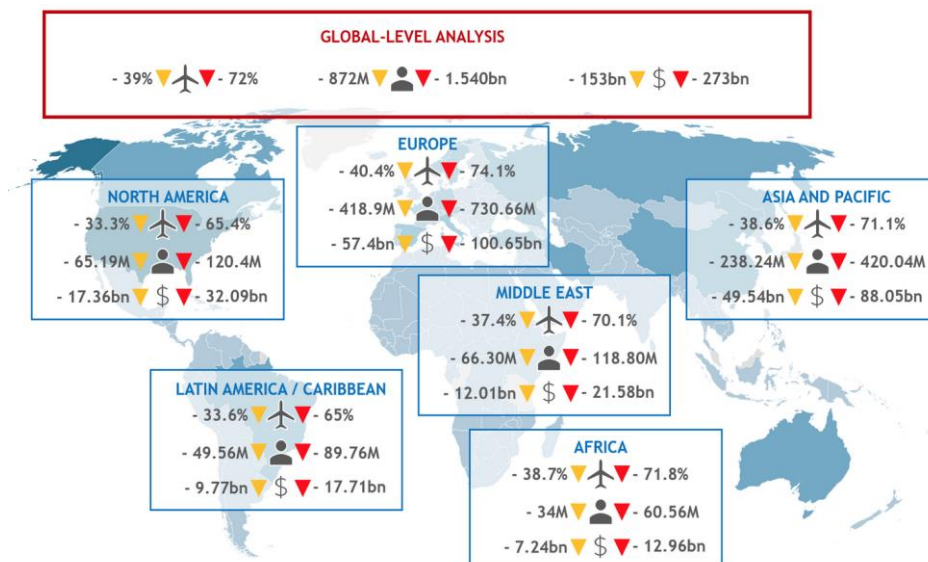 GLOBAL-LEVEL ANALYSIS
- 39% - 72% - 872M - 1.540bn - 153bn $ - 273bn
EUROPE
- 40.4% - 74.1%
- 418.9M - 730.66M
- 57.4bn $ - 100.65bn
NORTH AMERICA
- 33.3% - 65.4%
- 65.19M - 120.4M
- 17.36bn $ - 32.09bn
ASIA AND PACIFIC
- 38.6% - 71.1%
- 238.24M - 420.04M
- 49.54bn $ - 88.05bn
MIDDLE EAST
- 37.4% - 70.1%
- 66.30M - 118.80M
- 12.01bn $ - 21.58bn
LATIN AMERICA / CARIBBEAN
- 33.6% - 65%
- 49.56M - 89.76M
- 9.77bn $ - 17.71bn
AFRICA
- 38.7% - 71.8%
- 34M - 60.56M
- 7.24bn $ - 12.96bn